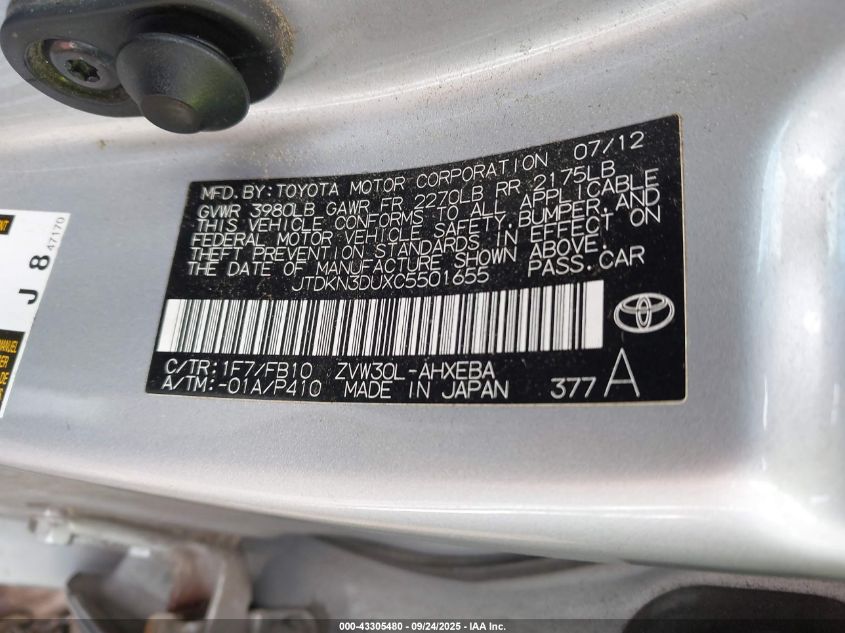 MFD. BY: TOYOTA MOTOR CORPORATION 07/12
GVWR 3980LB GAWR FR 2270LB RR 2175LB
THIS VEHICLE CONFORMS TO ALL APPLICABLE
FEDERAL MOTOR VEHICLE SAFETY, BUMPER, AND
THEFT PREVENTION STANDARDS IN EFFECT ON
THE DATE OF MANUFACTURE SHOWN ABOVE.
JTDKN3DUXC5501655 PASS. CAR
C/TR: 1F7/FB10 ZVW30L-AHXEBA
A/TM: -01A/P410 MADE IN JAPAN 377 A
J 8 47170
000-43305480 - 09/24/2025 - IAA Inc.